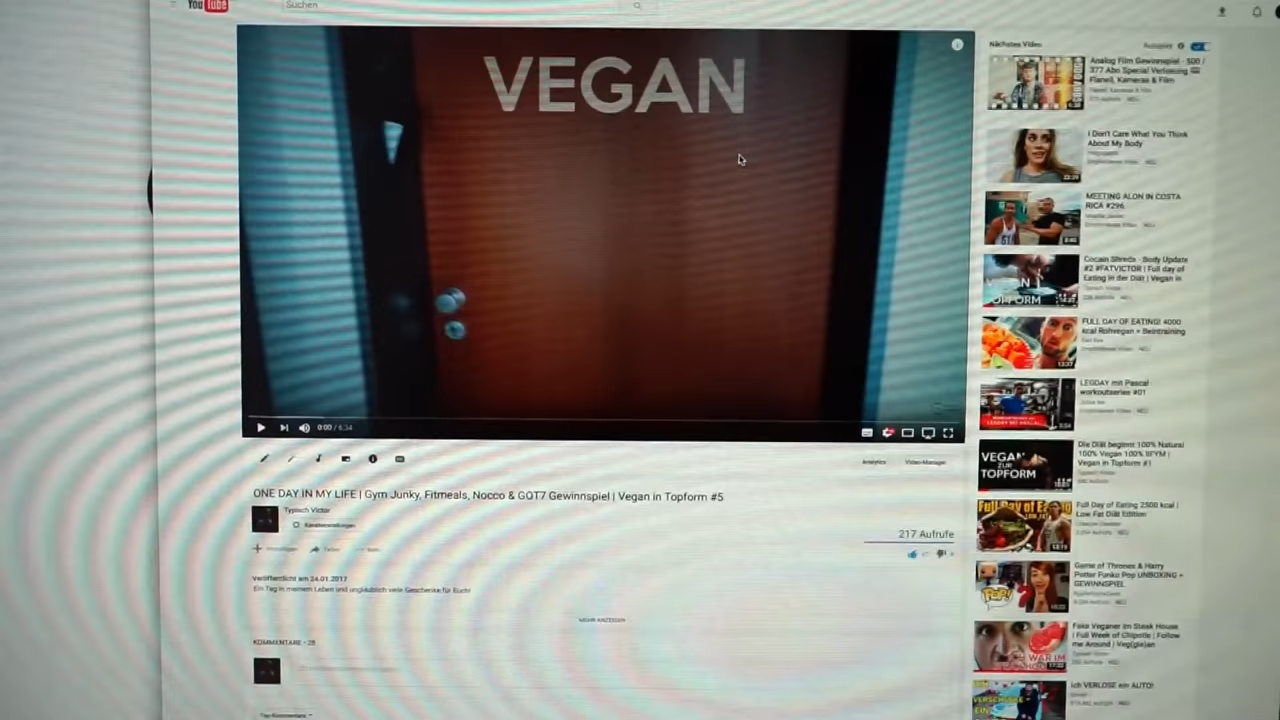 YouTube
Suchen
VEGAN
0:00 / 6:34
Analytics
Video-Manager
ONE DAY IN MY LIFE | Gym Junky, Fitmeals, Nocco & GOT7 Gewinnspiel | Vegan in Topform #5
Typisch Victor
217 Aufrufe
Veröffentlicht am 24.01.2017
Ein Tag in meinem Leben und unglaublich viele Geschenke für Euch!
MEHR ANZEIGEN
KOMMENTARE • 28
Top-Kommentare
Nächstes Video
Autoplay
Analog Film Gewinnspiel - 500 /
377 Abo Special Verlosung
Flanell, Kameras & Film
I Don't Care What You Think
About My Body
MEETING ALON IN COSTA
RICA #296
Cocain Shreds - Body Update
#2 #FATVICTOR | Full day of
Eating in der Diät | Vegan in
FULL DAY OF EATING! 4000
kcal Rohvegan + Beintraining
LEGDAY mit Pascal
workoutseries #01
VEGAN
ZUR
TOPFORM
Die Diät beginnt 100% Natural
100% Vegan 100% IIFYM |
Vegan in Topform #1
Full Day of Eating 2500 kcal |
Low Fat Diät Edition
Game of Thrones & Harry
Potter Funko Pop UNBOXING +
GEWINNSPIEL
Fake Veganer im Steak House
| Full Week of Chipotle | Follow
me Around | Veg(gie)an
Ich VERLOSE ein AUTO!